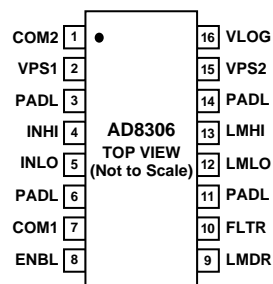 COM2 1 16 VLOG
VPS1 2 15 VPS2
PADL 3 14 PADL
INHI 4 AD8306 13 LMHI
TOP VIEW
INLO 5 (Not to Scale) 12 LMLO
PADL 6 11 PADL
COM1 7 10 FLTR
ENBL 8 9 LMDR